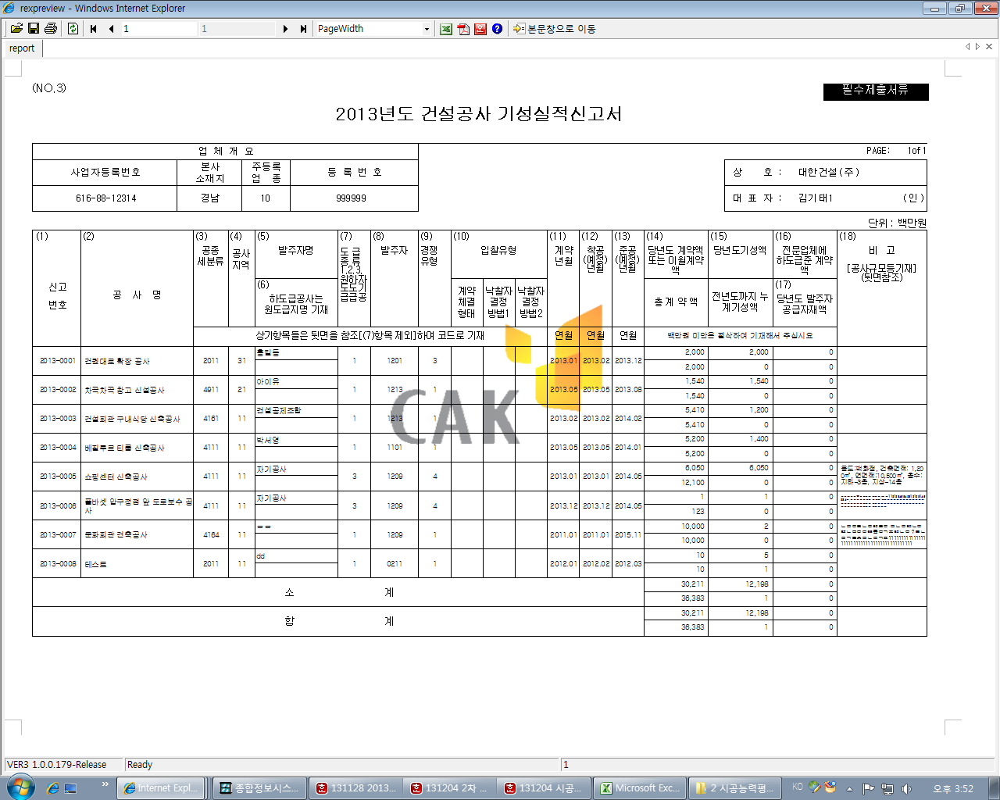 rexpreview - Windows Internet Explorer
1 1 PageWidth 본문창으로 이동
report
(NO.3)
필수제출서류
2013년도 건설공사 기성실적신고서
업 체 개 요
PAGE: 1of1
사업자등록번호 본사 소재지 주등록 업 종 등 록 번 호
상 호 : 대한건설(주)
616-88-12314 경남 10 999999
대 표 자 : 김기태1 (인)
단위 : 백만원
(1) (2) (3) (4) (5) (7) (8) (9) (10) (11) (12) (13) (14) (15) (16) (18)
신고 번호
공 사 명
공종 세분류
공사 지역
발주자명
(6)
하도급공사는 원도급지명 기재
발주자
경쟁 유형
입찰유형
계약 체결 형태
낙찰자 결정 방법1
낙찰자 결정 방법2
계약 년월
착공 (예정) 년월
준공 (예정) 년월
당년도 계약액 또는 미월계약액
당년도기성액
전문업체에 하도급준 계약액
비 고
[공사규모등기재]
(뒷면참조)
총 계 약 액
전년도까지 누계기성액
(17)
당년도 발주자 공급자재액
상기항목들은 뒷면을 참조[(7)항목 제외]하며 코드로 기재 연월 연월 연월 백만원 미만은 절삭하여 기재해서 주십시요
2013-0001 건원대로 확장 공사 2011 31 홍길동 1 1201 3 2013.01 2013.02 2013.12 2,000 2,000 0
2,000 0 0
2013-0002 차곡차곡 창고 신설공사 4911 21 아이유 1 1213 1 2013.05 2013.05 2013.08 1,540 1,540 0
1,540 0 0
2013-0003 건설회관 구내식당 신축공사 4161 11 건설공제조합 1 1213 1 2013.02 2013.02 2014.02 5,410 1,200 0
5,410 0 0
2013-0004 베질루르 티룸 신축공사 4111 11 박서영 1 1101 1 2013.05 2013.05 2014.01 5,200 1,400 0
5,200 0 0
2013-0005 쇼핑센터 신축공사 4111 11 자기공사 3 1209 4 2013.01 2013.01 2014.05 6,050 6,050 0 용도:백화점, 건축면적: 1,200㎡, 연면적:10,500㎡, 층수: 지하-3층, 지상-14층
12,100 0 0
2013-0006 폴바셋 압구정점 앞 도로보수 공사 4111 11 자기공사 3 1209 4 2013.12 2013.12 2014.05 1 1 0
123 0 0
2013-0007 문화회관 건축공사 4164 11 == 1 1209 1 2011.01 2011.01 2015.11 10,000 2 0
10,000 0 0
2013-0008 테스트 2011 11 dd 1 0211 1 2012.01 2012.02 2012.03 10 5 0
10 1 0
소 계 30,211 12,198 0
36,383 1 0
합 계 30,211 12,198 0
36,383 1 0
CAK
VER3 1.0.0.179-Release Ready 1
Internet Expl... 종합정보시스... 131128 2013... 131204 2차 ... 131204 시공... Microsoft Exc... 2 시공능력평... KO 오후 3:52